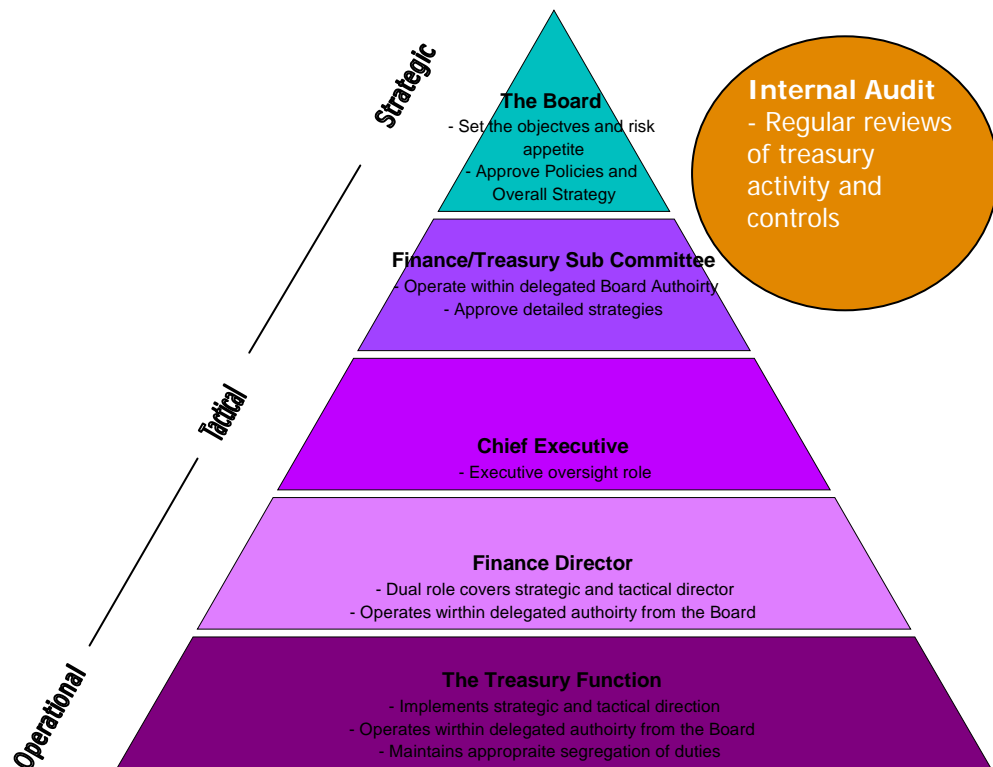 Strategic
The Board
- Set the objectves and risk
appetite
- Approve Policies and
Overall Strategy
Internal Audit
- Regular reviews
of treasury
activity and
controls
Finance/Treasury Sub Committee
- Operate within delegated Board Authoirty
- Approve detailed strategies
Tactical
Chief Executive
- Executive oversight role
Finance Director
- Dual role covers strategic and tactical director
- Operates wirthin delegated authoirty from the Board
Operational
The Treasury Function
- Implements strategic and tactical direction
- Operates wirthin delegated authoirty from the Board
- Maintains appropraite segregation of duties